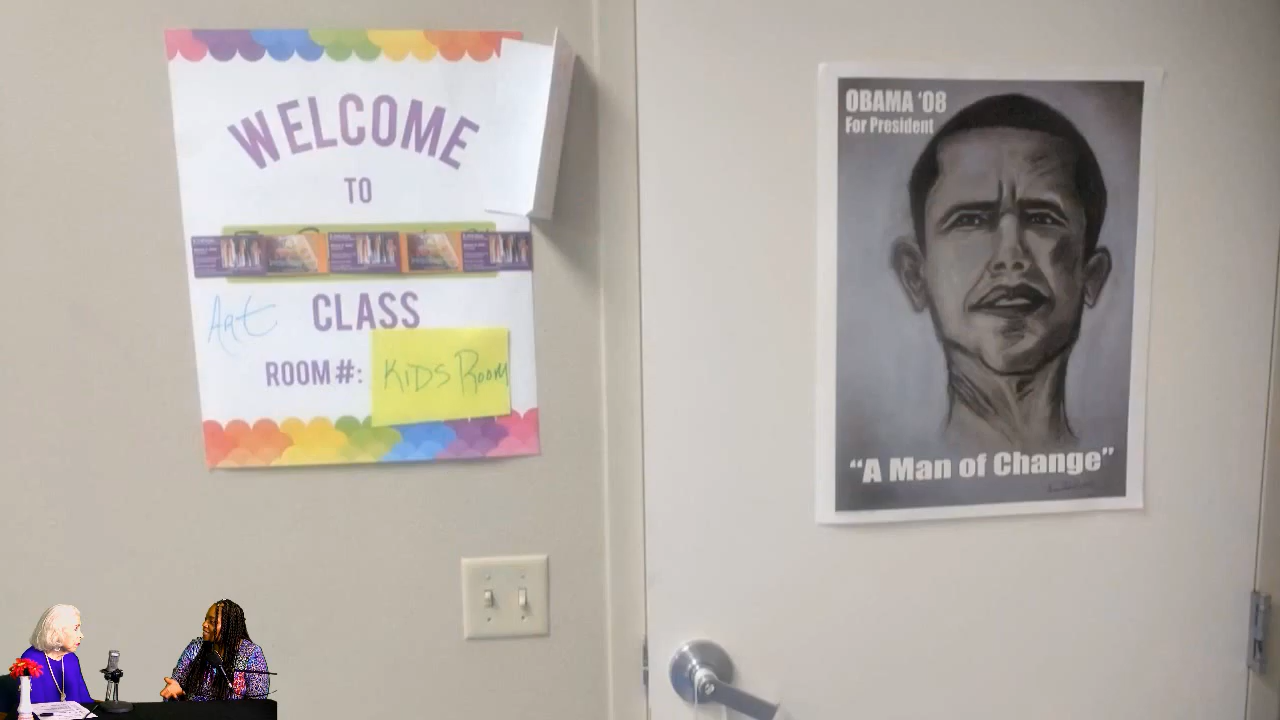 WELCOME
TO
Art CLASS
ROOM #: KIDS Room
OBAMA '08
For President
“A Man of Change”